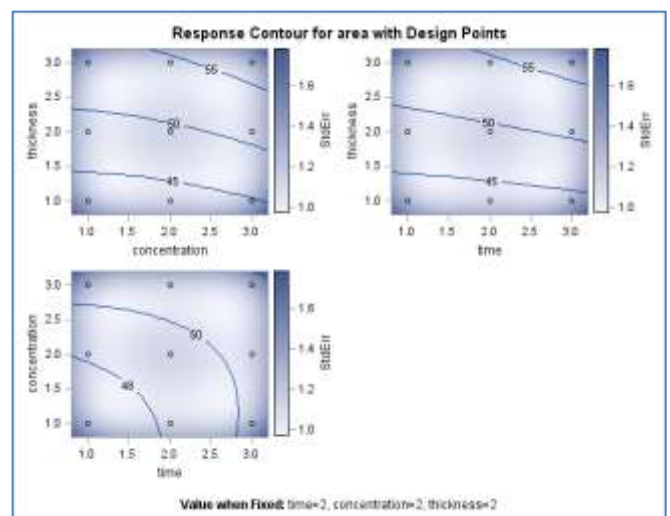 Response Contour for area with Design Points
thickness
3.0
2.5
2.0
1.5
1.0
55
50
45
1.0 1.5 2.0 2.5 3.0
concentration
1.6
1.4
1.2
1.0
StdErr
thickness
3.0
2.5
2.0
1.5
1.0
55
50
45
1.0 1.5 2.0 2.5 3.0
time
1.6
1.4
1.2
1.0
StdErr
concentration
3.0
2.5
2.0
1.5
1.0
50
48
1.0 1.5 2.0 2.5 3.0
time
1.6
1.4
1.2
1.0
StdErr
Value when Fixed: time=2, concentration=2, thickness=2